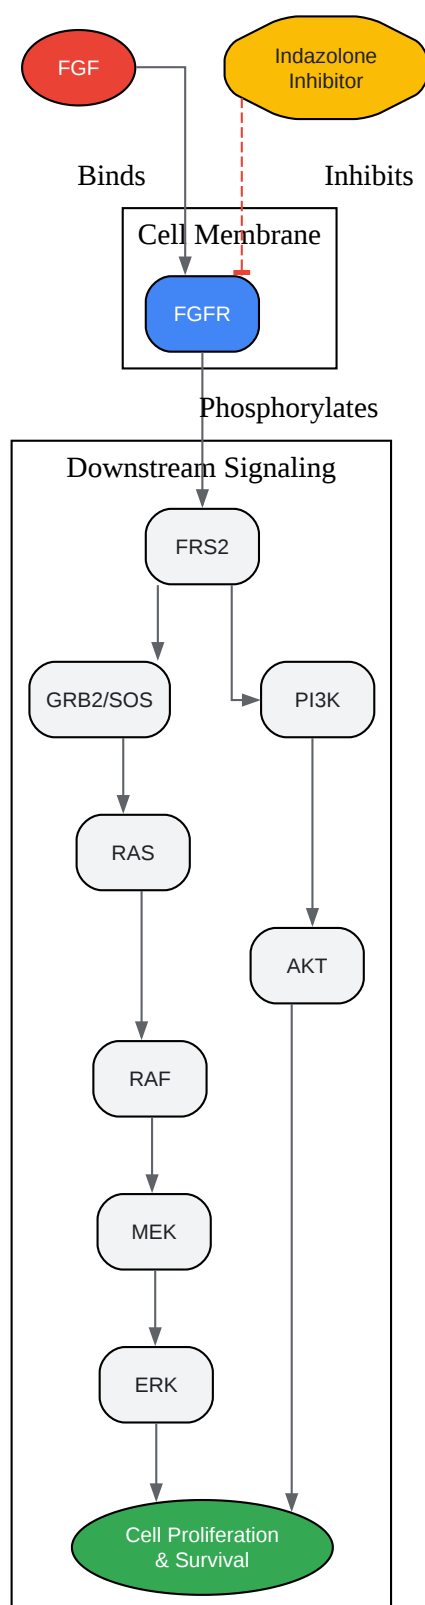 FGF
Indazolone
Inhibitor
Binds
Inhibits
Cell Membrane
FGFR
Phosphorylates
Downstream Signaling
FRS2
GRB2/SOS
PI3K
RAS
AKT
RAF
MEK
ERK
Cell Proliferation
& Survival